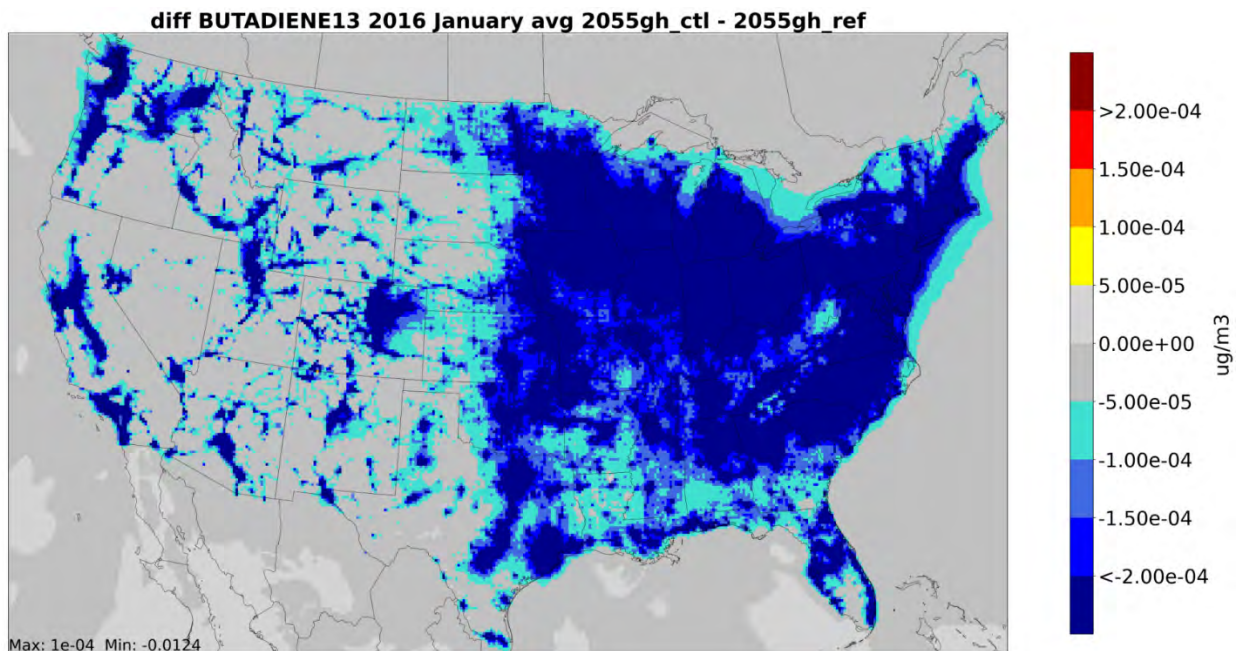 diff BUTADIENE13 2016 January avg 2055gh_ctl - 2055gh_ref
>2.00e-04
1.50e-04
1.00e-04
5.00e-05
0.00e+00
-5.00e-05
-1.00e-04
-1.50e-04
<-2.00e-04
ug/m3
Max: 1e-04 Min: -0.0124